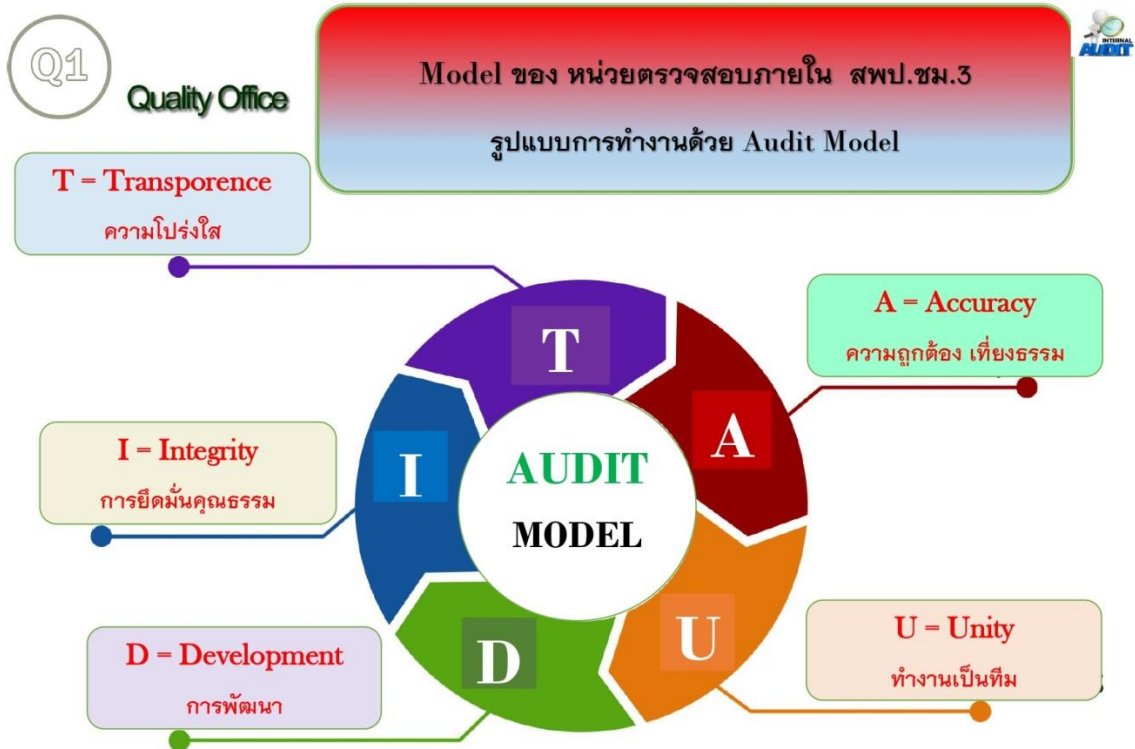 Q1
Quality Office
Model ของ หน่วยตรวจสอบภายใน สพป.ชม.3
รูปแบบการทำงานด้วย Audit Model
INTERNAL
AUDIT
T = Transporence
ความโปร่งใส
A = Accuracy
ความถูกต้อง เที่ยงธรรม
I = Integrity
การยึดมั่นคุณธรรม
D = Development
การพัฒนา
U = Unity
ทำงานเป็นทีม
T
A
U
D
I
AUDIT
MODEL